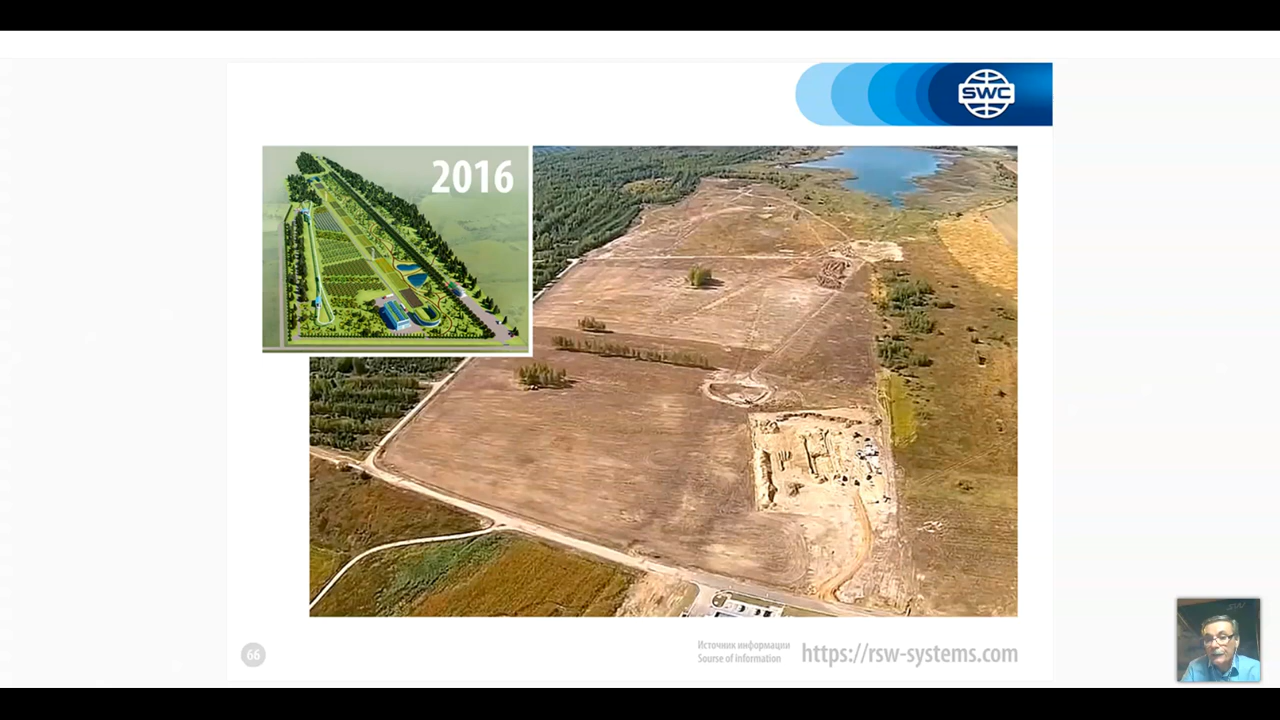 SWC
2016
66
Источник информации
Sourse of information
https://rsw-systems.com